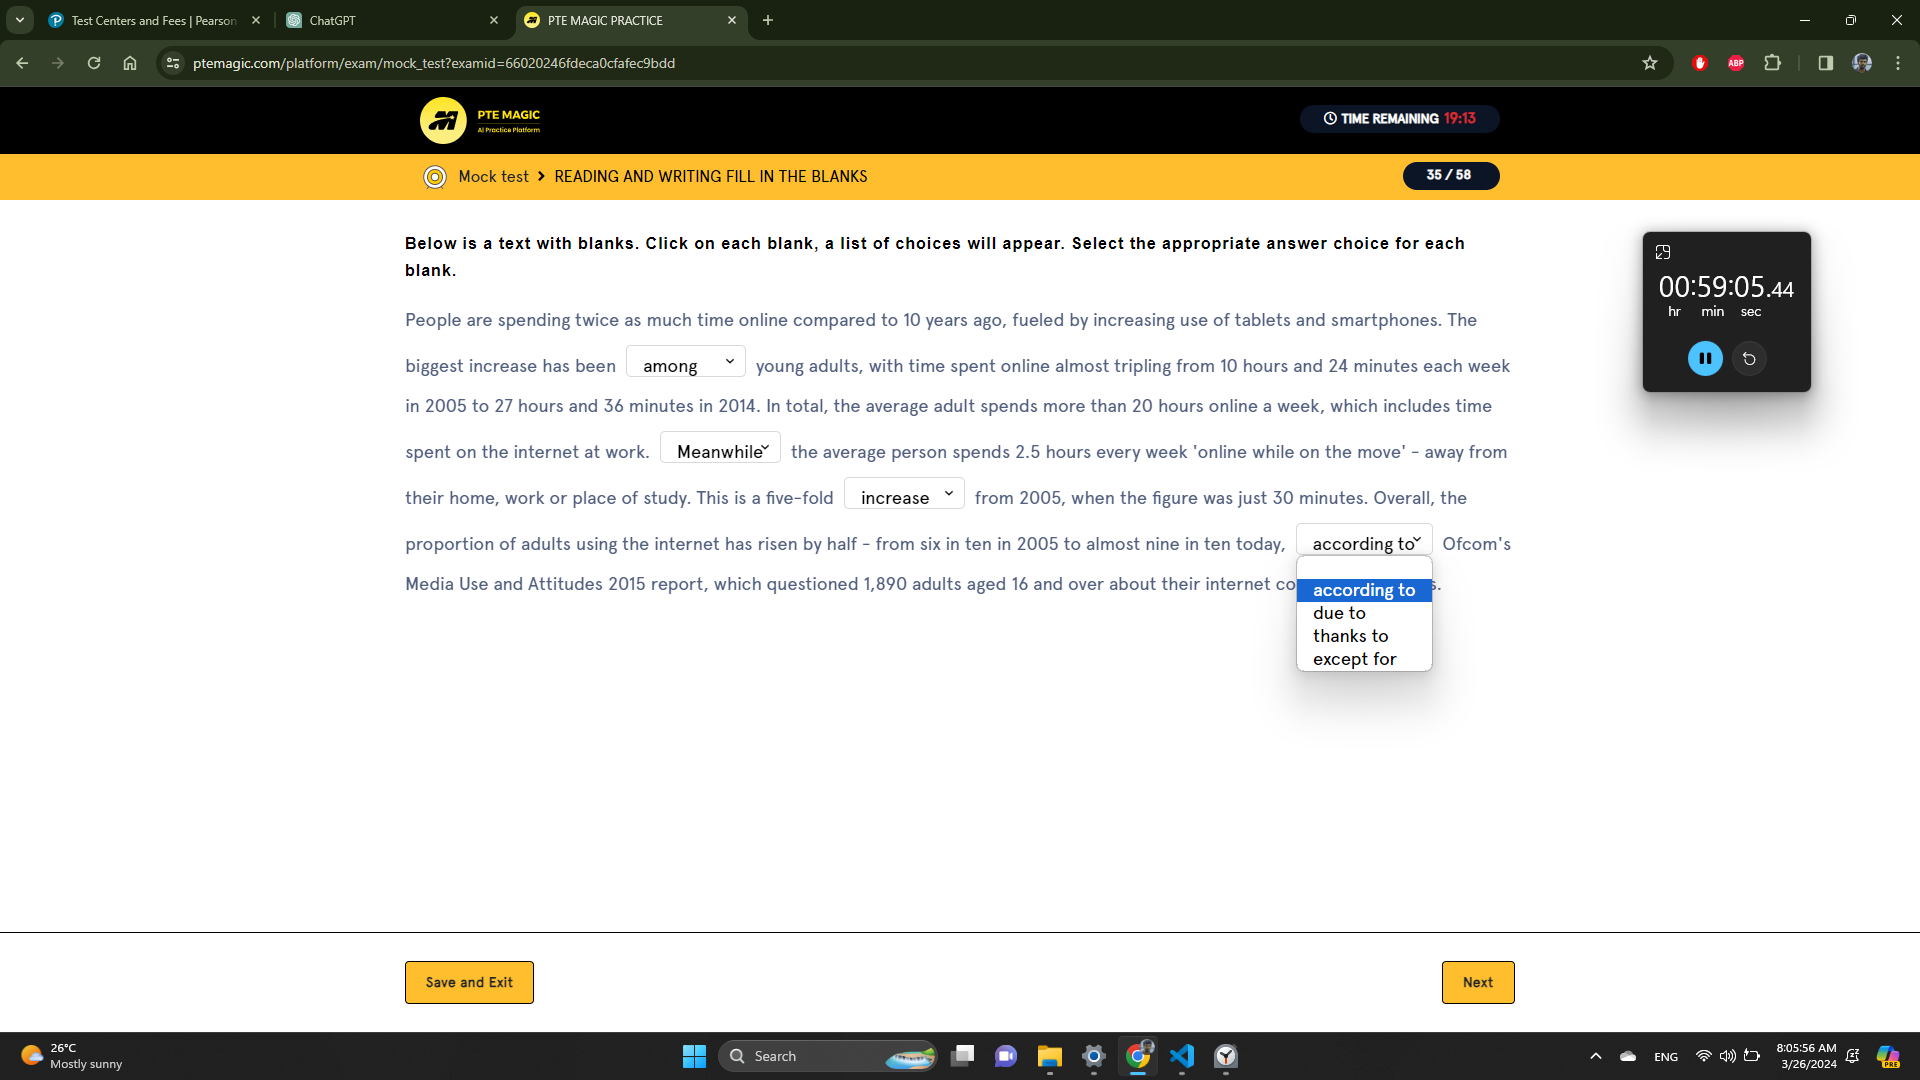 Test Centers and Fees | Pearson
ChatGPT
PTE MAGIC PRACTICE
ptemagic.com/platform/exam/mock_test?examid=66020246fdeca0cfafec9bdd
ABP
PTE MAGIC
AI Practice Platform
TIME REMAINING 19:13
Mock test > READING AND WRITING FILL IN THE BLANKS
35 / 58
Below is a text with blanks. Click on each blank, a list of choices will appear. Select the appropriate answer choice for each
blank.
00:59:05.44
hr min sec
People are spending twice as much time online compared to 10 years ago, fueled by increasing use of tablets and smartphones. The
biggest increase has been among young adults, with time spent online almost tripling from 10 hours and 24 minutes each week
in 2005 to 27 hours and 36 minutes in 2014. In total, the average adult spends more than 20 hours online a week, which includes time
spent on the internet at work. Meanwhile the average person spends 2.5 hours every week 'online while on the move' - away from
their home, work or place of study. This is a five-fold increase from 2005, when the figure was just 30 minutes. Overall, the
proportion of adults using the internet has risen by half - from six in ten in 2005 to almost nine in ten today, according to Ofcom's
Media Use and Attitudes 2015 report, which questioned 1,890 adults aged 16 and over about their internet co s.
according to
due to
thanks to
except for
Save and Exit
Next
26°C
Mostly sunny
Search
ENG
8:05:56 AM
3/26/2024
PRE